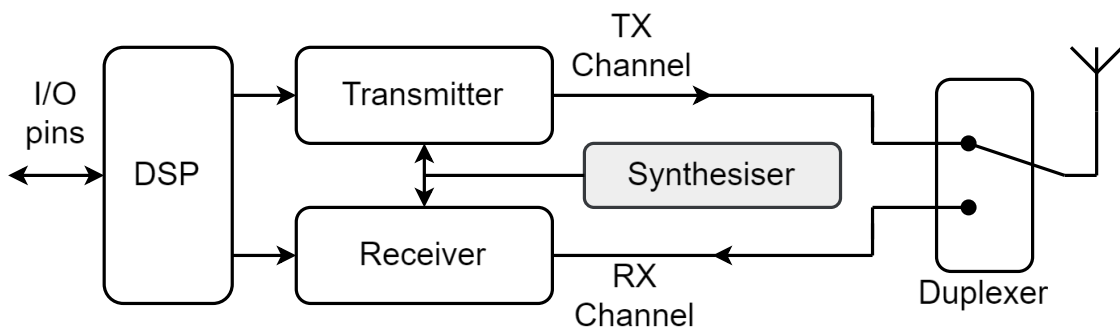 I/O
pins
DSP
Transmitter
TX
Channel
Synthesiser
Receiver
RX
Channel
Duplexer